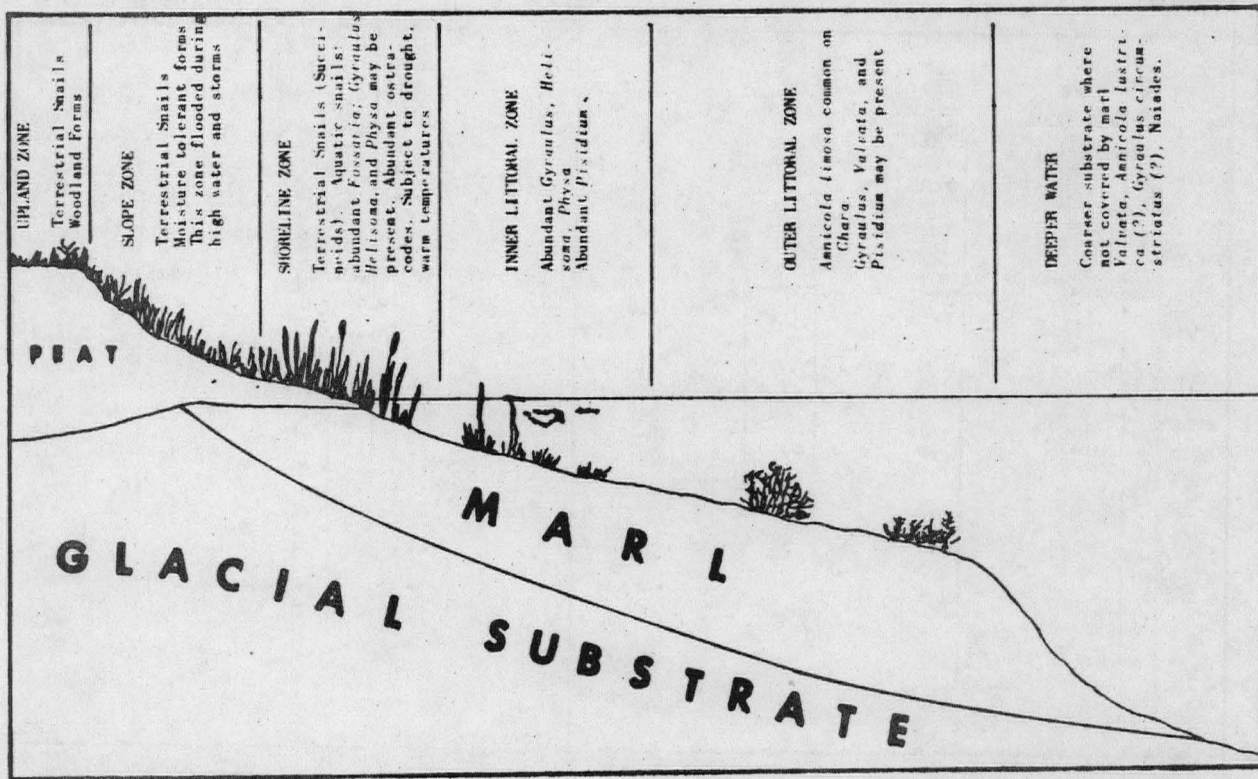 UPLAND ZONE
Terrestrial Snails
Woodland Forms
SLOPE ZONE
Terrestrial Snails
Moisture tolerant forms
This zone flooded during
high water and storms
SHORELINE ZONE
Terrestrial Snails (Succi-
neids). Aquatic snails:
abundant Fossaria; Gyraulus
Helisoma, and Physa may be
present. Abundant ostra-
codes. Subject to drought,
warm temperatures
INNER LITTORAL ZONE
Abundant Gyraulus, Heli-
soma, Physa
Abundant Pisidium.
OUTER LITTORAL ZONE
Amnicola limosa common on
Chara.
Gyraulus, Valvata, and
Pisidium may be present
DEEPER WATER
Coarser substrate where
not covered by marl
Valvata, Amnicola lustri-
ca (?), Gyraulus circum
striatus (?), Naiades.
PEAT
MARL
GLACIAL SUBSTRATE